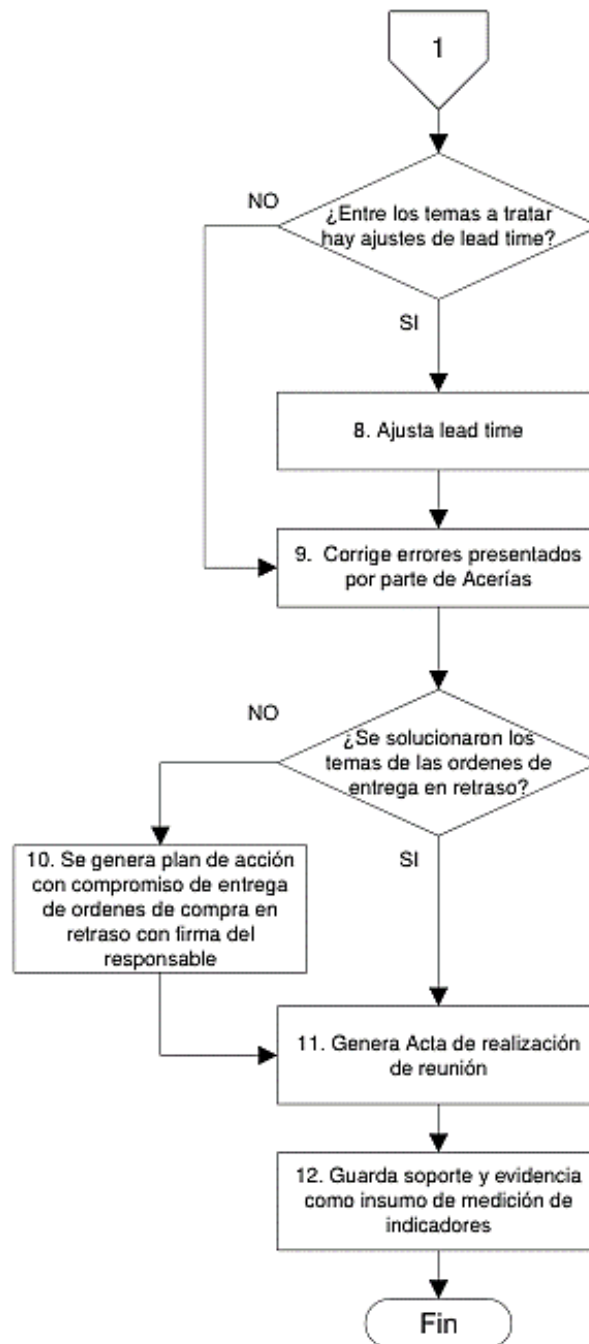 1
¿Entre los temas a tratar
hay ajustes de lead time?
NO
SI
8. Ajusta lead time
9. Corrige errores presentados
por parte de Acerías
NO
¿Se solucionaron los
temas de las ordenes de
entrega en retraso?
SI
10. Se genera plan de acción
con compromiso de entrega
de ordenes de compra en
retraso con firma del
responsable
11. Genera Acta de realización
de reunión
12. Guarda soporte y evidencia
como insumo de medición de
indicadores
Fin